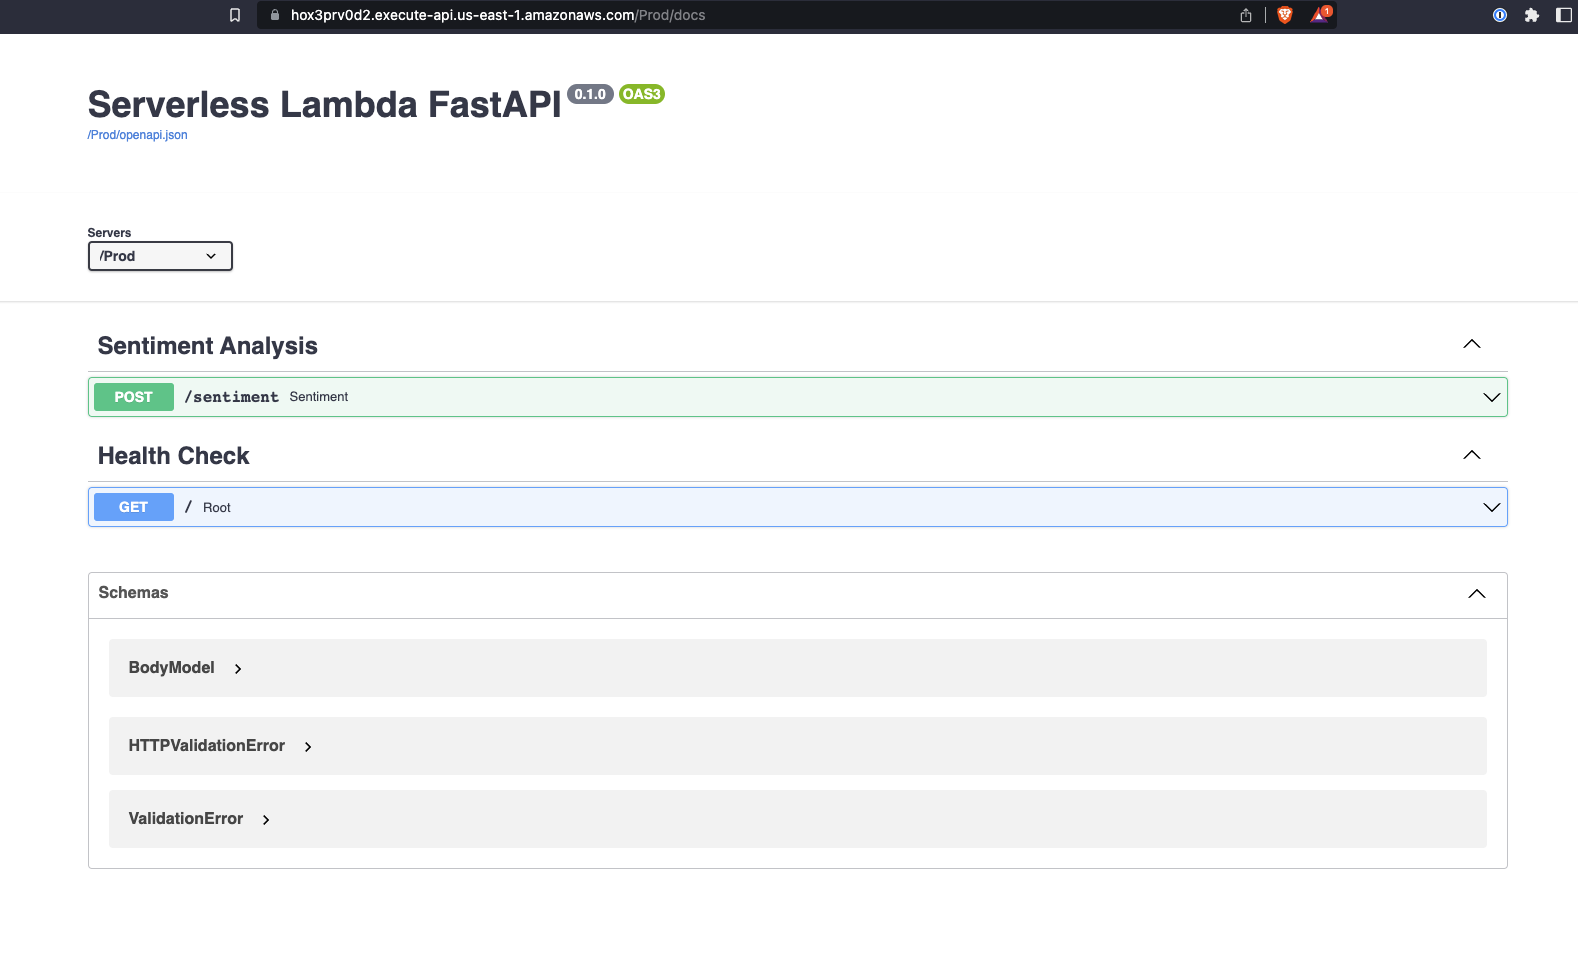 hox3prv0d2.execute-api.us-east-1.amazonaws.com/Prod/docs
1
Serverless Lambda FastAPI 0.1.0 OAS3
/Prod/openapi.json
Servers
/Prod
Sentiment Analysis
POST /sentiment Sentiment
Health Check
GET / Root
Schemas
BodyModel
HTTPValidationError
ValidationError